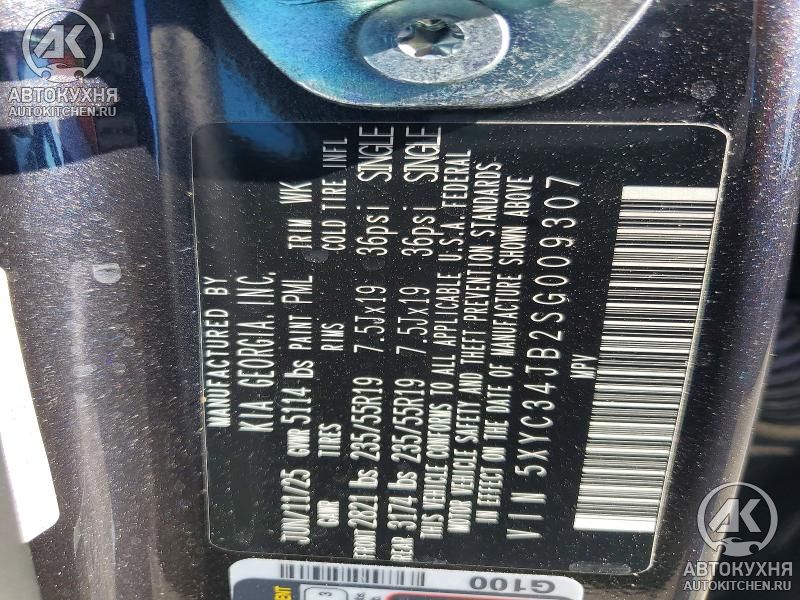 AK
АВТОКУХНЯ
AUTOKITCHEN.RU
MANUFACTURED BY
KIA GEORGIA, INC.
JUN/11/25 GVWR 5114 lbs PAINT PML TRIM WK
GAWR TIRES RIMS COLD TIRE INFL
FRONT 2821 lbs 235/55R19 7.5Jx19 36psi SINGLE
REAR 3174 lbs 235/55R19 7.5Jx19 36psi SINGLE
THIS VEHICLE CONFORMS TO ALL APPLICABLE U.S.A. FEDERAL
MOTOR VEHICLE SAFETY AND THEFT PREVENTION STANDARDS
IN EFFECT ON THE DATE OF MANUFACTURE SHOWN ABOVE
VIN 5XYC34JB2SG009307
MPV
G100
AK
АВТОКУХНЯ
AUTOKITCHEN.RU